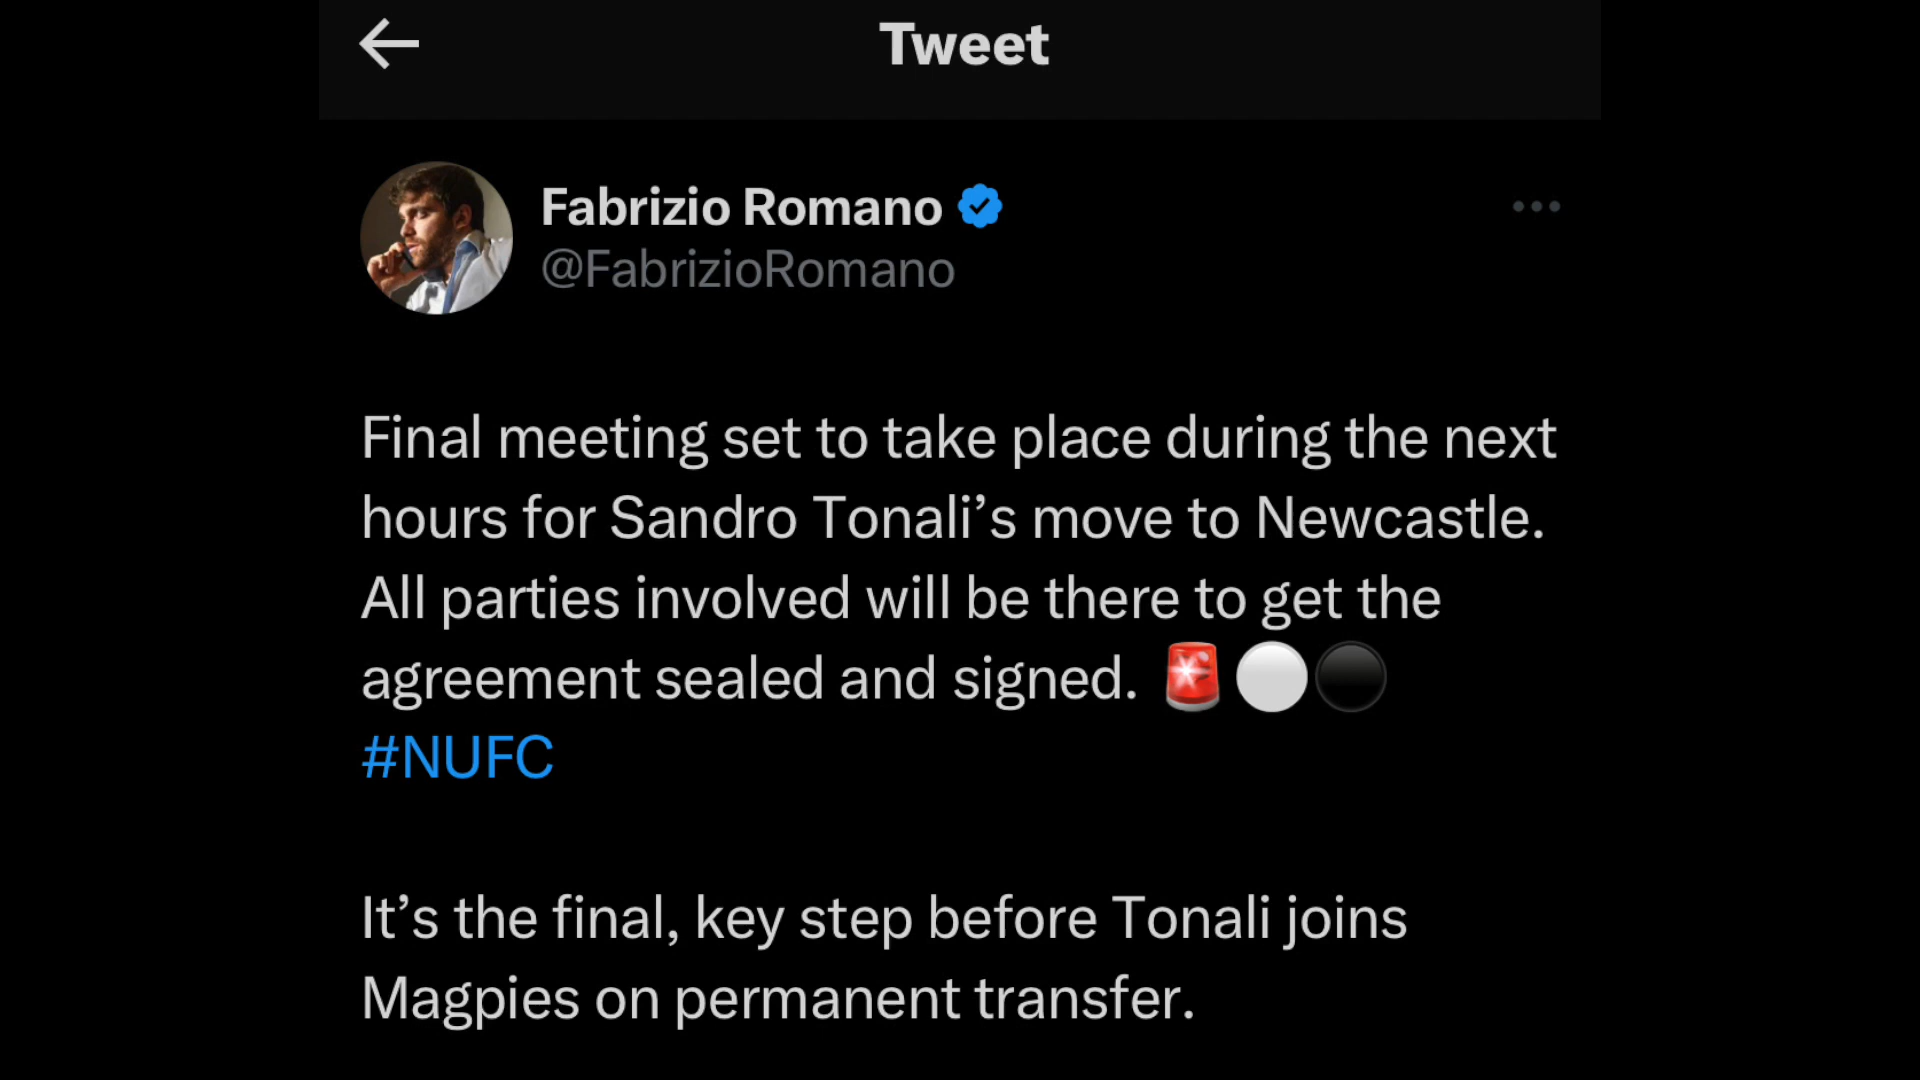 Tweet
Fabrizio Romano
@FabrizioRomano
Final meeting set to take place during the next
hours for Sandro Tonali’s move to Newcastle.
All parties involved will be there to get the
agreement sealed and signed. 🚨⚪️⚫️
#NUFC
It’s the final, key step before Tonali joins
Magpies on permanent transfer.